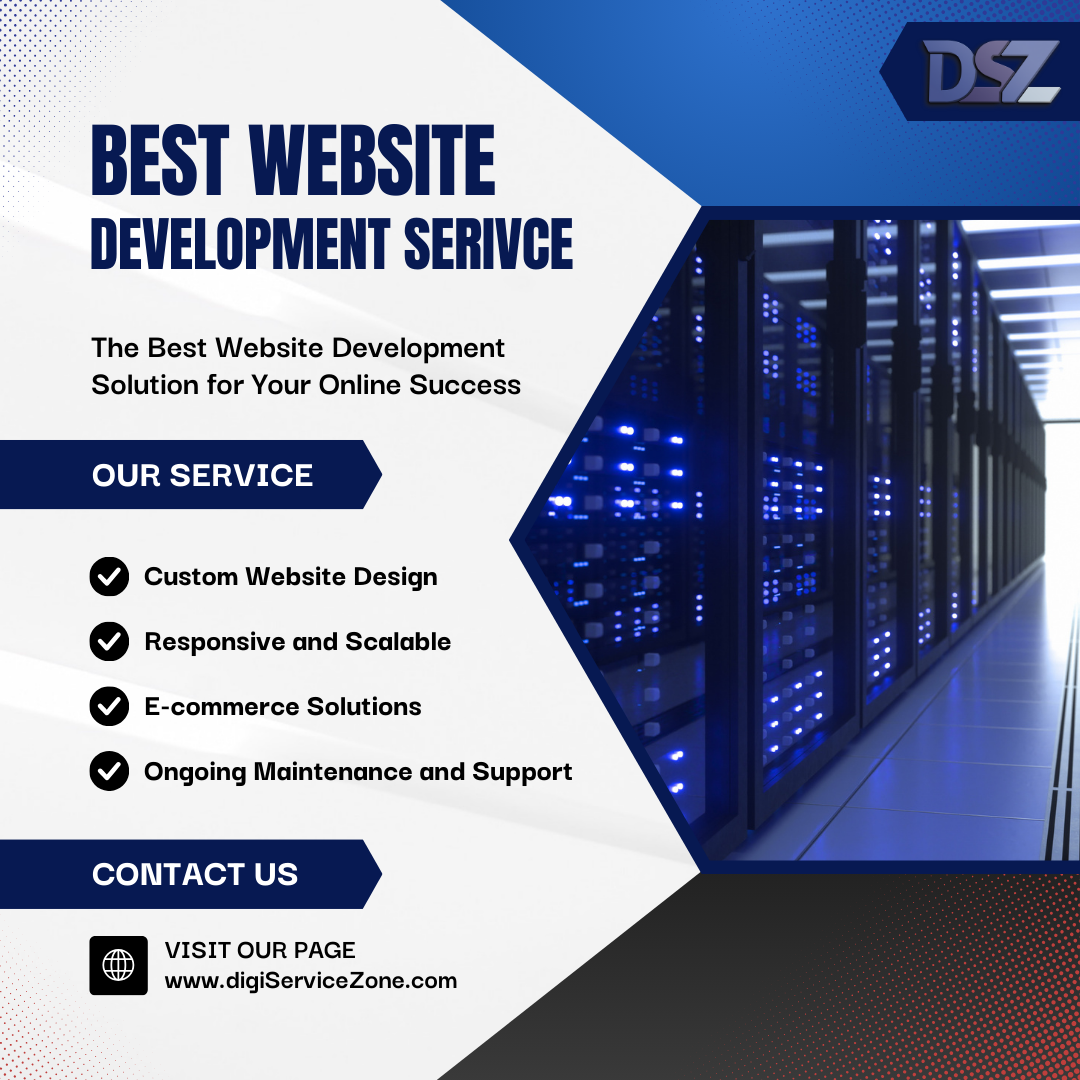 DSZ
BEST WEBSITE
DEVELOPMENT SERIVCE
The Best Website Development
Solution for Your Online Success
OUR SERVICE
Custom Website Design
Responsive and Scalable
E-commerce Solutions
Ongoing Maintenance and Support
CONTACT US
VISIT OUR PAGE
www.digiServiceZone.com